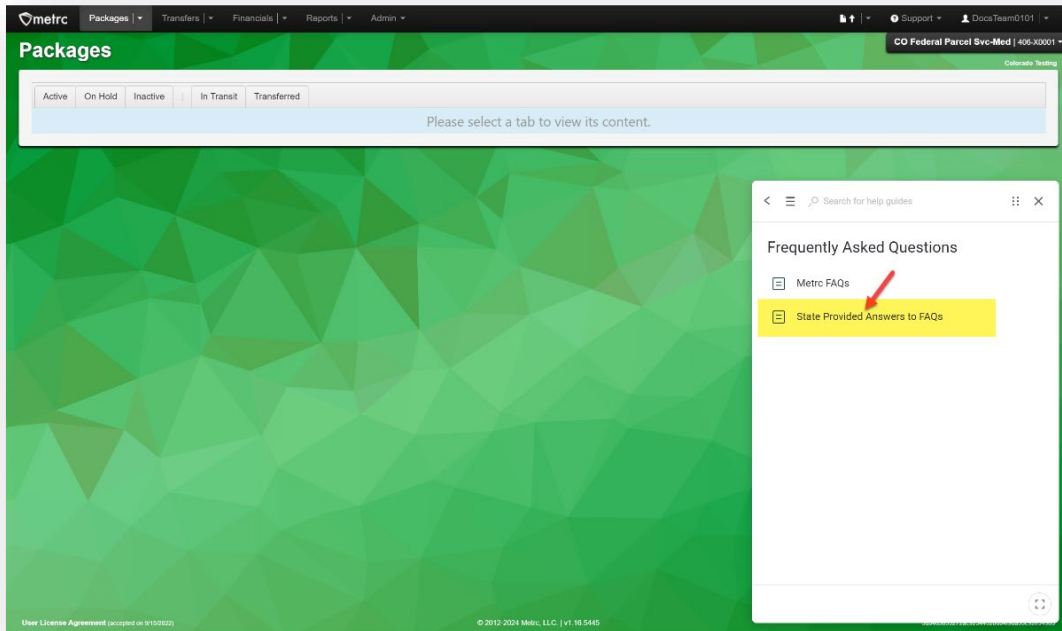 metrc Packages | Transfers | Financials | Reports | Admin Support DocsTeam0101 |
Packages
CO Federal Parcel Svc-Med | 406-X0001
Colorado Testing
Active On Hold Inactive In Transit Transferred
Please select a tab to view its content.
Search for help guides
Frequently Asked Questions
Metrc FAQs
State Provided Answers to FAQs
User License Agreement (accepted on 9/15/2022) © 2012-2024 Metrc, LLC. | v1.16.5445